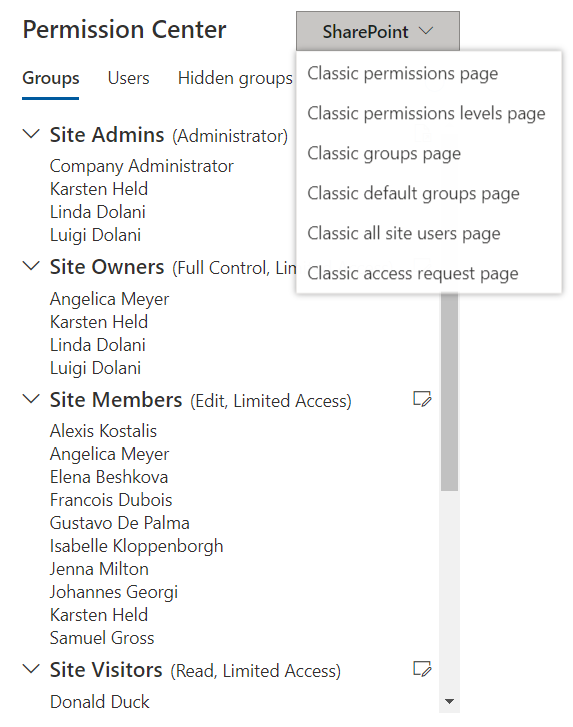 Permission Center
SharePoint
Groups Users Hidden groups
Classic permissions page
Classic permissions levels page
Classic groups page
Classic default groups page
Classic all site users page
Classic access request page
Site Admins (Administrator)
Company Administrator
Karsten Held
Linda Dolani
Luigi Dolani
Site Owners (Full Control, Lim
Angelica Meyer
Karsten Held
Linda Dolani
Luigi Dolani
Site Members (Edit, Limited Access)
Alexis Kostalis
Angelica Meyer
Elena Beshkova
Francois Dubois
Gustavo De Palma
Isabelle Kloppenborgh
Jenna Milton
Johannes Georgi
Karsten Held
Samuel Gross
Site Visitors (Read, Limited Access)
Donald Duck